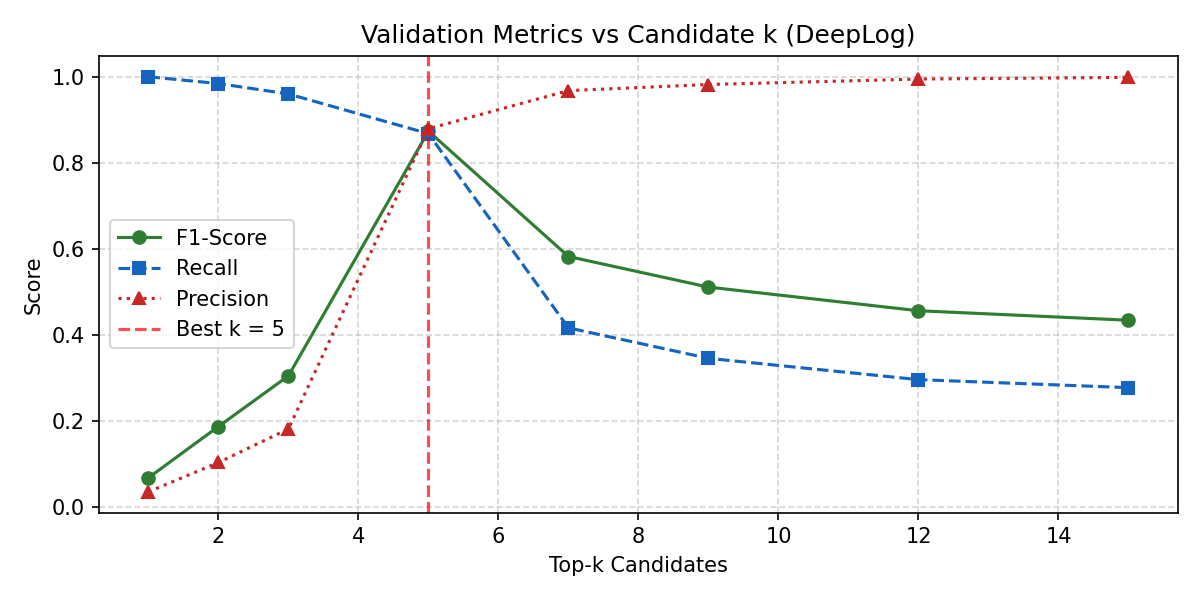 Validation Metrics vs Candidate k (DeepLog)
Score
1.0
0.8
0.6
0.4
0.2
0.0
F1-Score
Recall
Precision
Best k = 5
2 4 6 8 10 12 14
Top-k Candidates